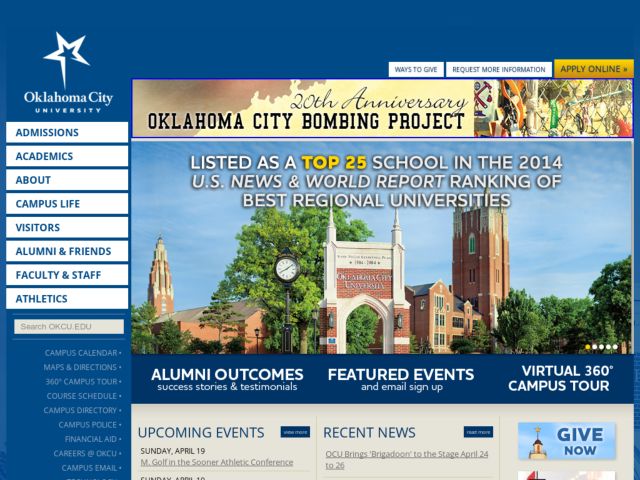 Oklahoma City
UNIVERSITY
WAYS TO GIVE
REQUEST MORE INFORMATION
APPLY ONLINE »
ADMISSIONS
ACADEMICS
ABOUT
CAMPUS LIFE
VISITORS
ALUMNI & FRIENDS
FACULTY & STAFF
ATHLETICS
Search OKCU.EDU
CAMPUS CALENDAR •
MAPS & DIRECTIONS •
360° CAMPUS TOUR •
COURSE SCHEDULE •
CAMPUS DIRECTORY •
CAMPUS POLICE •
FINANCIAL AID •
CAREERS @ OKCU •
CAMPUS EMAIL •
20th Anniversary
OKLAHOMA CITY BOMBING PROJECT
LISTED AS A TOP 25 SCHOOL IN THE 2014
U.S. NEWS & WORLD REPORT RANKING OF
BEST REGIONAL UNIVERSITIES
1904 - 2004
OKLAHOMA CITY
UNIVERSITY
ALUMNI OUTCOMES
success stories & testimonials
FEATURED EVENTS
and email sign up
VIRTUAL 360°
CAMPUS TOUR
UPCOMING EVENTS
view more
SUNDAY, APRIL 19
M. Golf in the Sooner Athletic Conference
RECENT NEWS
read more
OCU Brings 'Brigadoon' to the Stage April 24
to 26
GIVE
NOW